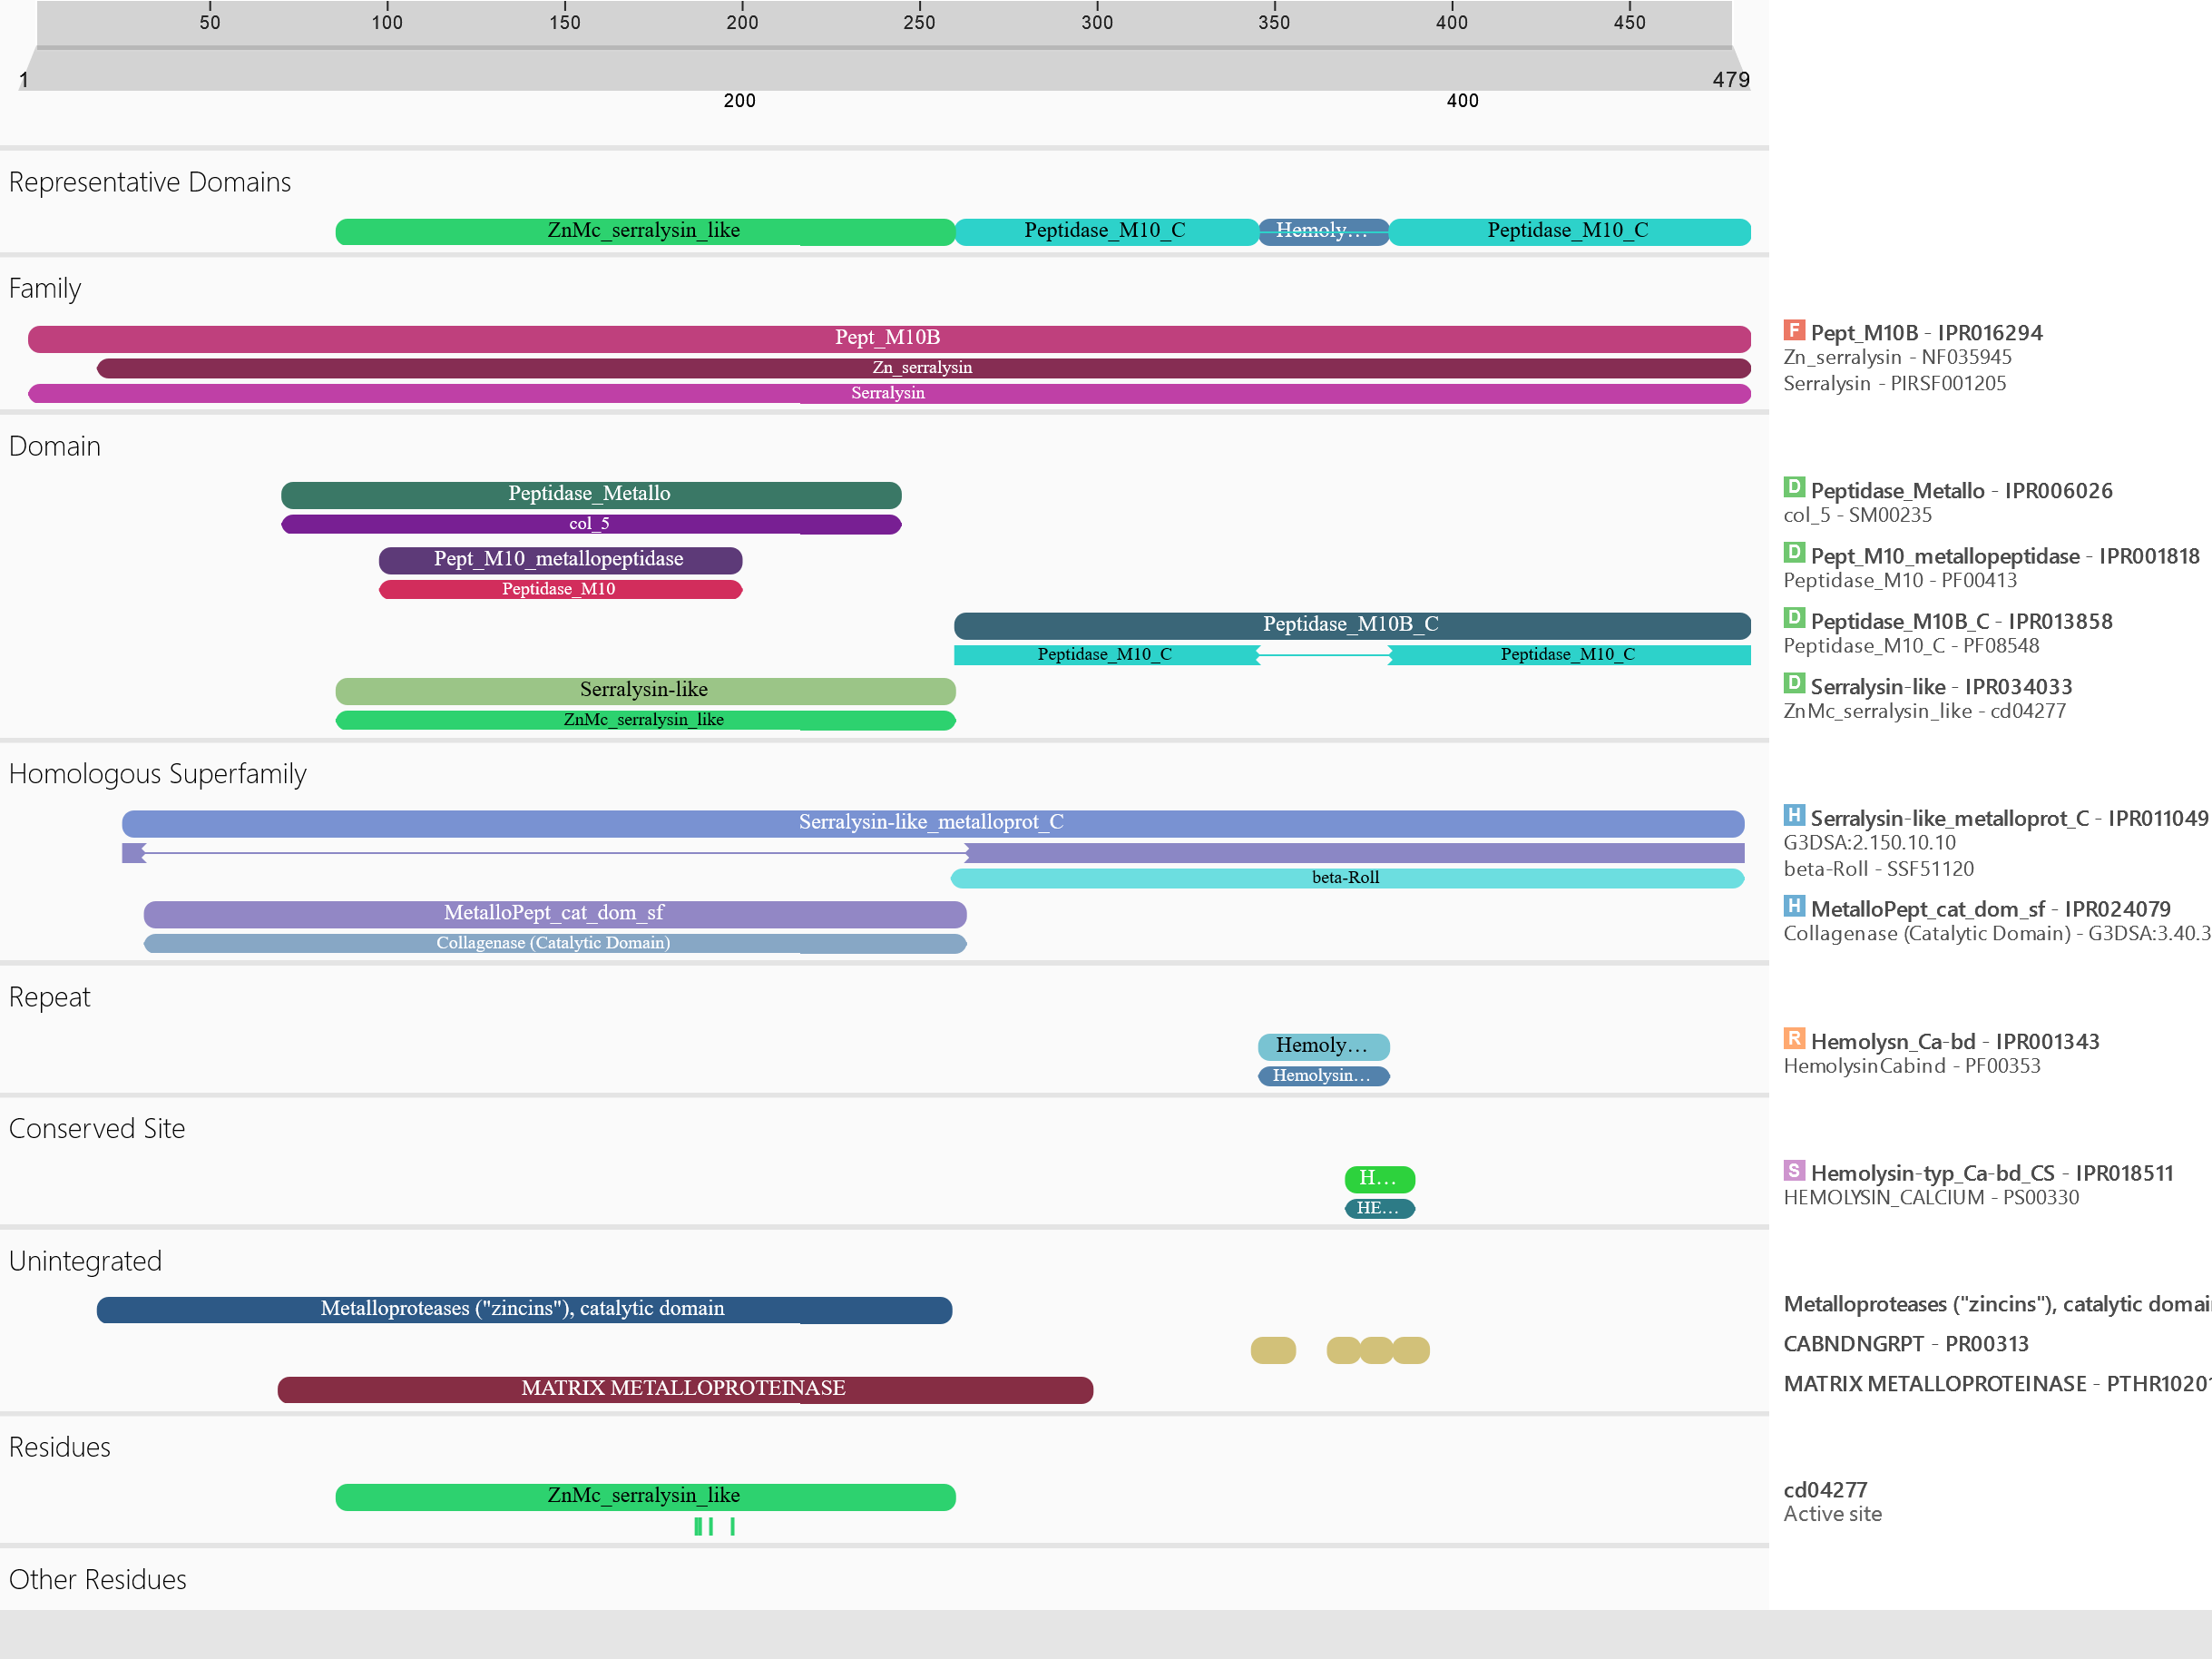 50 100 150 200 250 300 350 400 450
1 479
200 400
Representative Domains
ZnMc_serralysin_like Peptidase_M10_C Hemoly… Peptidase_M10_C
Family
Pept_M10B
F Pept_M10B - IPR016294
Zn_serralysin
Zn_serralysin - NF035945
Serralysin
Serralysin - PIRSF001205
Domain
Peptidase_Metallo
D Peptidase_Metallo - IPR006026
col_5
col_5 - SM00235
Pept_M10_metallopeptidase
D Pept_M10_metallopeptidase - IPR001818
Peptidase_M10
Peptidase_M10 - PF00413
Peptidase_M10B_C
D Peptidase_M10B_C - IPR013858
Peptidase_M10_C Peptidase_M10_C
Peptidase_M10_C - PF08548
Serralysin-like
D Serralysin-like - IPR034033
ZnMc_serralysin_like
ZnMc_serralysin_like - cd04277
Homologous Superfamily
Serralysin-like_metalloprot_C
H Serralysin-like_metalloprot_C - IPR011049
G3DSA:2.150.10.10
beta-Roll
beta-Roll - SSF51120
MetalloPept_cat_dom_sf
H MetalloPept_cat_dom_sf - IPR024079
Collagenase (Catalytic Domain)
Collagenase (Catalytic Domain) - G3DSA:3.40.3
Repeat
Hemoly…
R Hemolysn_Ca-bd - IPR001343
Hemolysin…
HemolysinCabind - PF00353
Conserved Site
H…
S Hemolysin-typ_Ca-bd_CS - IPR018511
HE…
HEMOLYSIN_CALCIUM - PS00330
Unintegrated
Metalloproteases ("zincins"), catalytic domain
Metalloproteases ("zincins"), catalytic domai
CABNDNGRPT - PR00313
MATRIX METALLOPROTEINASE
MATRIX METALLOPROTEINASE - PTHR10201
Residues
ZnMc_serralysin_like
cd04277
Active site
Other Residues